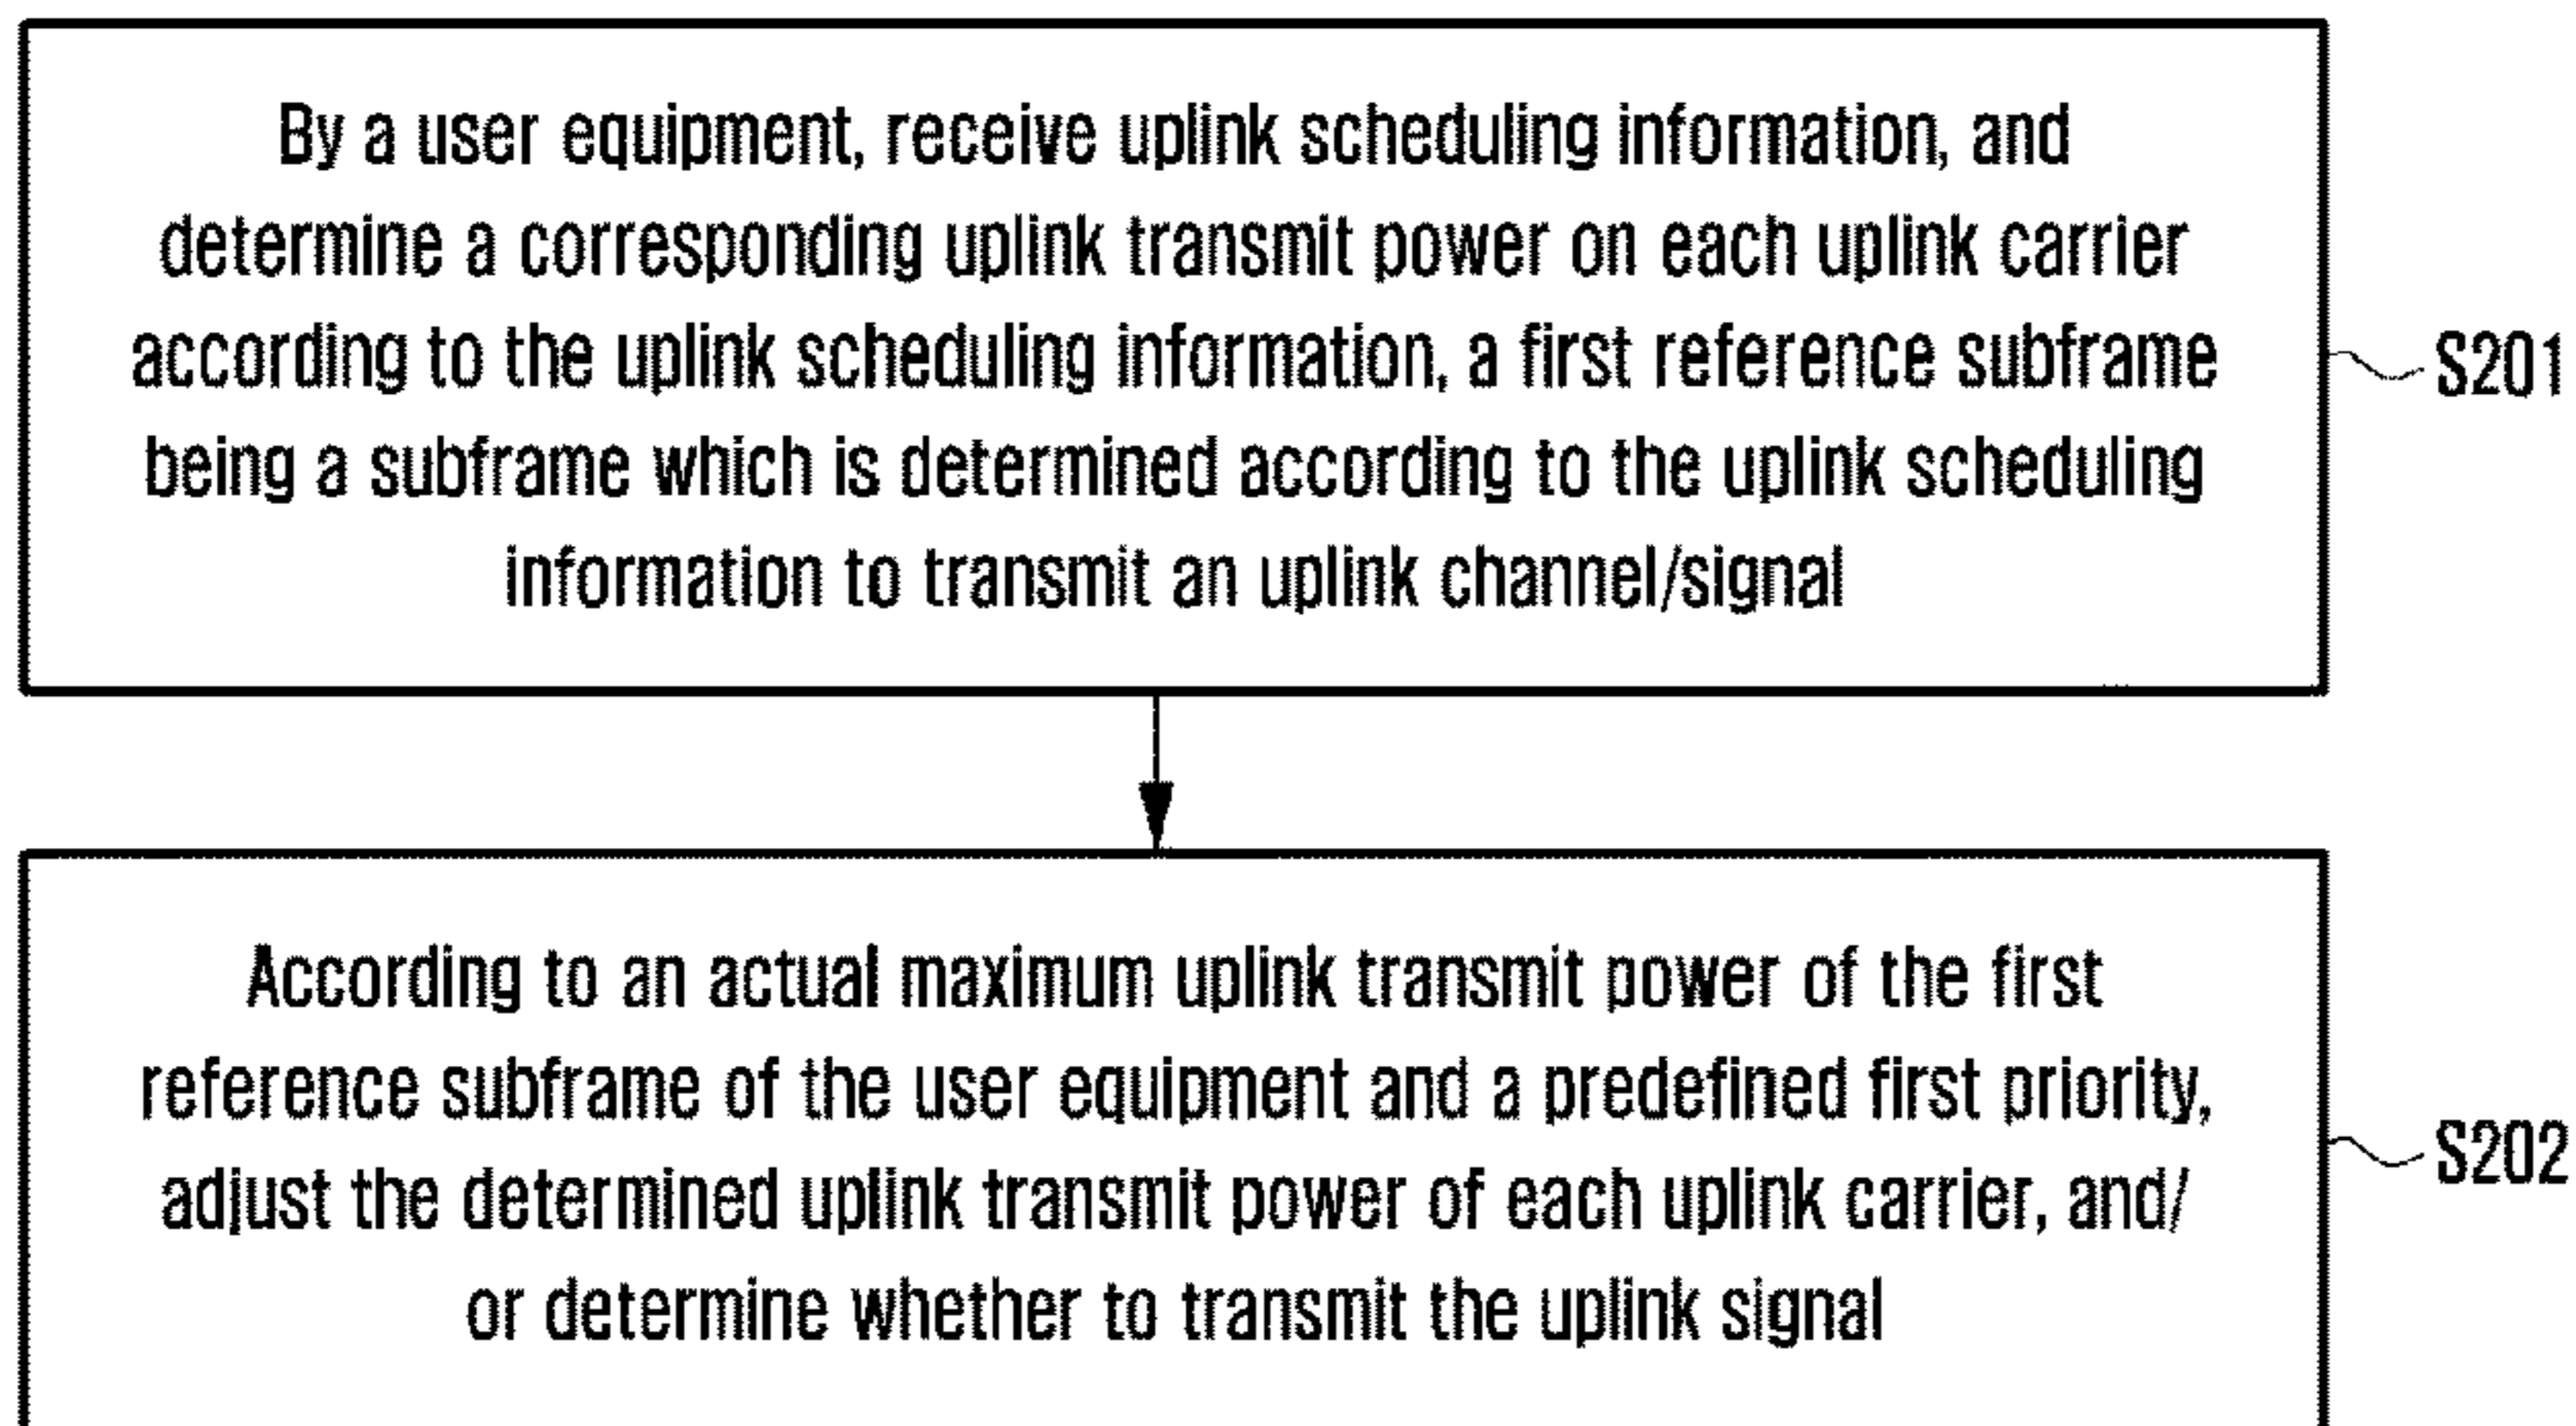 By a user equipment, receive uplink scheduling information, and
determine a corresponding uplink transmit power on each uplink carrier
according to the uplink scheduling information, a first reference subframe
being a subframe which is determined according to the uplink scheduling
information to transmit an uplink channel/signal
S201
According to an actual maximum uplink transmit power of the first
reference subframe of the user equipment and a predefined first priority,
adjust the determined uplink transmit power of each uplink carrier, and/
or determine whether to transmit the uplink signal
S202